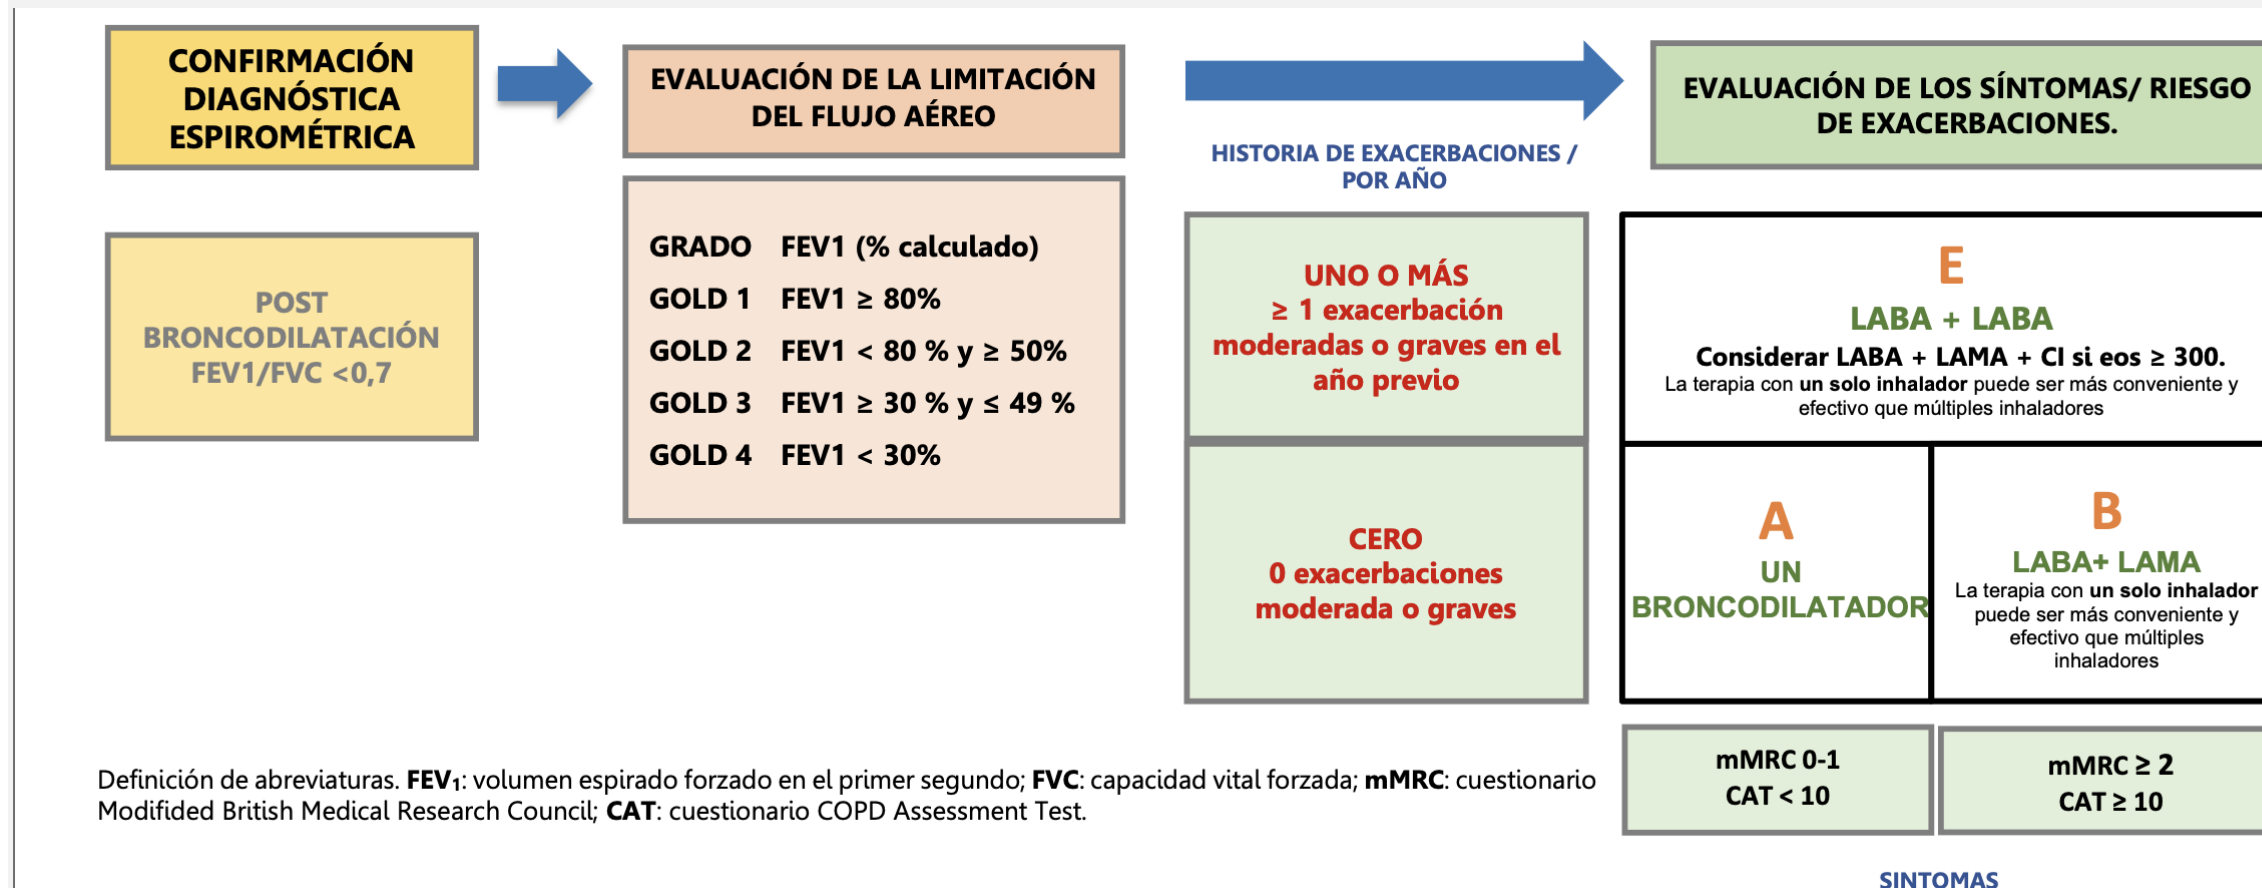 CONFIRMACIÓN
DIAGNÓSTICA
ESPIROMÉTRICA
POST
BRONCODILATACIÓN
FEV1/FVC <0,7
EVALUACIÓN DE LA LIMITACIÓN
DEL FLUJO AÉREO
GRADO FEV1 (% calculado)
GOLD 1 FEV1 ≥ 80%
GOLD 2 FEV1 < 80 % y ≥ 50%
GOLD 3 FEV1 ≥ 30 % y ≤ 49 %
GOLD 4 FEV1 < 30%
HISTORIA DE EXACERBACIONES /
POR AÑO
UNO O MÁS
≥ 1 exacerbación
moderadas o graves en el
año previo
CERO
0 exacerbaciones
moderada o graves
EVALUACIÓN DE LOS SÍNTOMAS/ RIESGO
DE EXACERBACIONES.
E
LABA + LABA
Considerar LABA + LAMA + CI si eos ≥ 300.
La terapia con un solo inhalador puede ser más conveniente y
efectivo que múltiples inhaladores
A
UN
BRONCODILATADOR
B
LABA+ LAMA
La terapia con un solo inhalador
puede ser más conveniente y
efectivo que múltiples
inhaladores
mMRC 0-1
CAT < 10
mMRC ≥ 2
CAT ≥ 10
SINTOMAS
Definición de abreviaturas. FEV₁: volumen espirado forzado en el primer segundo; FVC: capacidad vital forzada; mMRC: cuestionario
Modifided British Medical Research Council; CAT: cuestionario COPD Assessment Test.